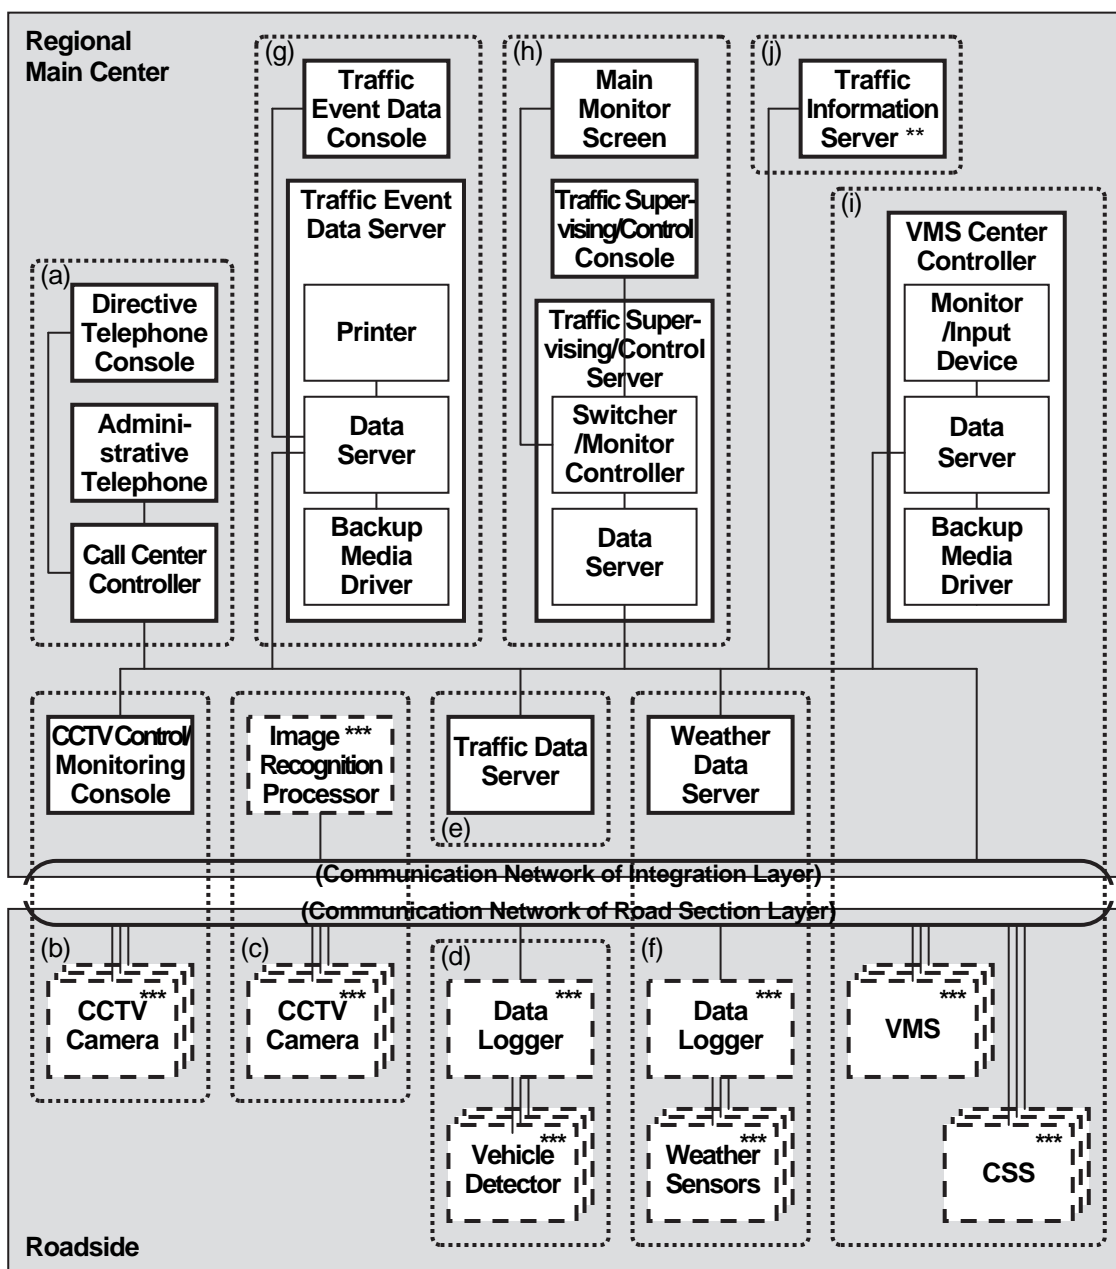 Regional
Main Center
(g)
Traffic
Event Data
Console
(h)
Main
Monitor
Screen
(j)
Traffic
Information
Server **
Traffic Event
Data Server
Printer
Data
Server
Backup
Media
Driver
Traffic Super-
vising/Control
Console
Traffic Super-
vising/Control
Server
Switcher
/Monitor
Controller
Data
Server
(i)
VMS Center
Controller
Monitor
/Input
Device
Data
Server
Backup
Media
Driver
(a)
Directive
Telephone
Console
Admini-
strative
Telephone
Call Center
Controller
CCTV Control/
Monitoring
Console
Image ***
Recognition
Processor
Traffic Data
Server
(e)
Weather
Data
Server
(Communication Network of Integration Layer)
(Communication Network of Road Section Layer)
(b)
***
CCTV
Camera
(c)
***
CCTV
Camera
(d)
***
Data
Logger
***
Vehicle
Detector
(f)
***
Data
Logger
***
Weather
Sensors
***
VMS
***
CSS
Roadside